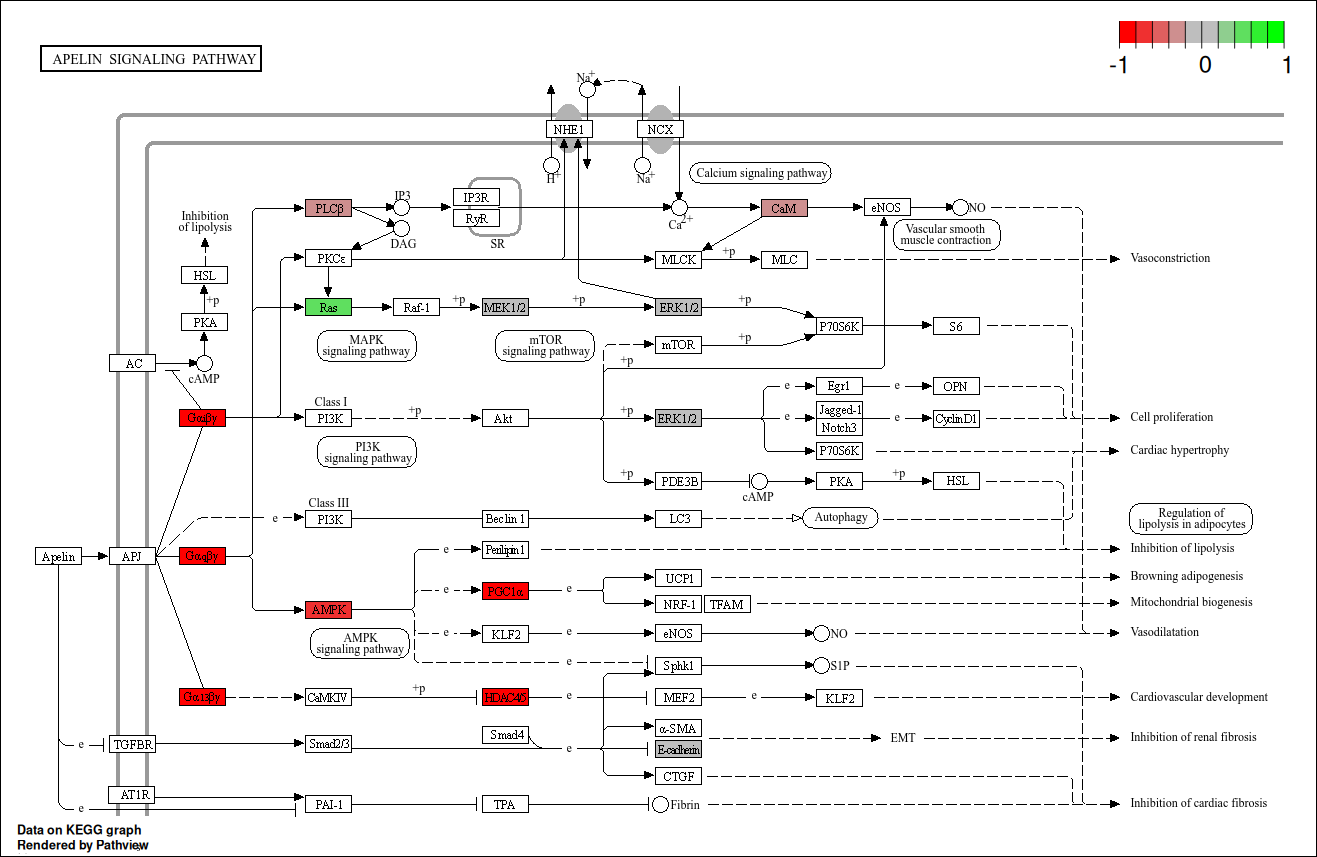 APELIN SIGNALING PATHWAY
-1 0 1
Na+
NHE1
NCX
H+
Na+
Calcium signaling pathway
Inhibition
of lipolysis
PLCβ
IP3
IP3R
RyR
SR
DAG
Ca2+
CaM
eNOS
NO
Vascular smooth
muscle contraction
HSL
+p
PKA
cAMP
AC
PKCε
MLCK
+p
MLC
Vasoconstriction
Ras
Raf-1
+p
MEK1/2
+p
ERK1/2
+p
MAPK
signaling pathway
mTOR
signaling pathway
mTOR
+p
P70S6K
S6
+p
Class I
PI3K
+p
Akt
+p
ERK1/2
e
Egr1
e
OPN
e
Jagged-1
Notch3
e
CyclinD1
Cell proliferation
P70S6K
Cardiac hypertrophy
PI3K
signaling pathway
+p
PDE3B
cAMP
PKA
+p
HSL
Class III
e
PI3K
Beclin 1
LC3
Autophagy
Regulation of
lipolysis in adipocytes
Apelin
APJ
Gαiβγ
Gαqβγ
e
Perilipin1
Inhibition of lipolysis
AMPK
e
PGC1α
e
UCP1
Browning adipogenesis
NRF-1
TFAM
Mitochondrial biogenesis
AMPK
signaling pathway
e
KLF2
e
eNOS
NO
Vasodilatation
e
Sphk1
S1P
Gα13βγ
CaMKIV
+p
HDAC4/5
e
MEF2
e
KLF2
Cardiovascular development
e
TGFBR
Smad2/3
Smad4
e
α-SMA
E-cadherin
EMT
Inhibition of renal fibrosis
CTGF
e
AT1R
PAI-1
TPA
Fibrin
Inhibition of cardiac fibrosis
Data on KEGG graph
Rendered by Pathview